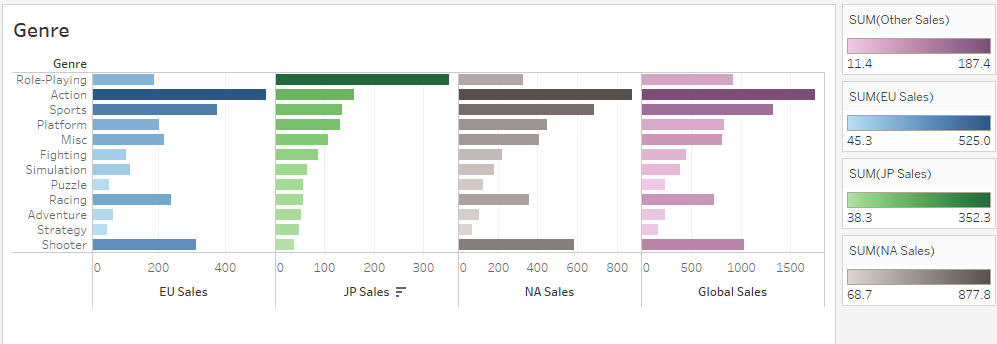 Genre
Genre
Role-Playing
Action
Sports
Platform
Misc
Fighting
Simulation
Puzzle
Racing
Adventure
Strategy
Shooter
0 200 400
0 100 200 300
0 200 400 600 800
0 500 1000 1500
EU Sales
JP Sales
NA Sales
Global Sales
SUM(Other Sales)
11.4 187.4
SUM(EU Sales)
45.3 525.0
SUM(JP Sales)
38.3 352.3
SUM(NA Sales)
68.7 877.8